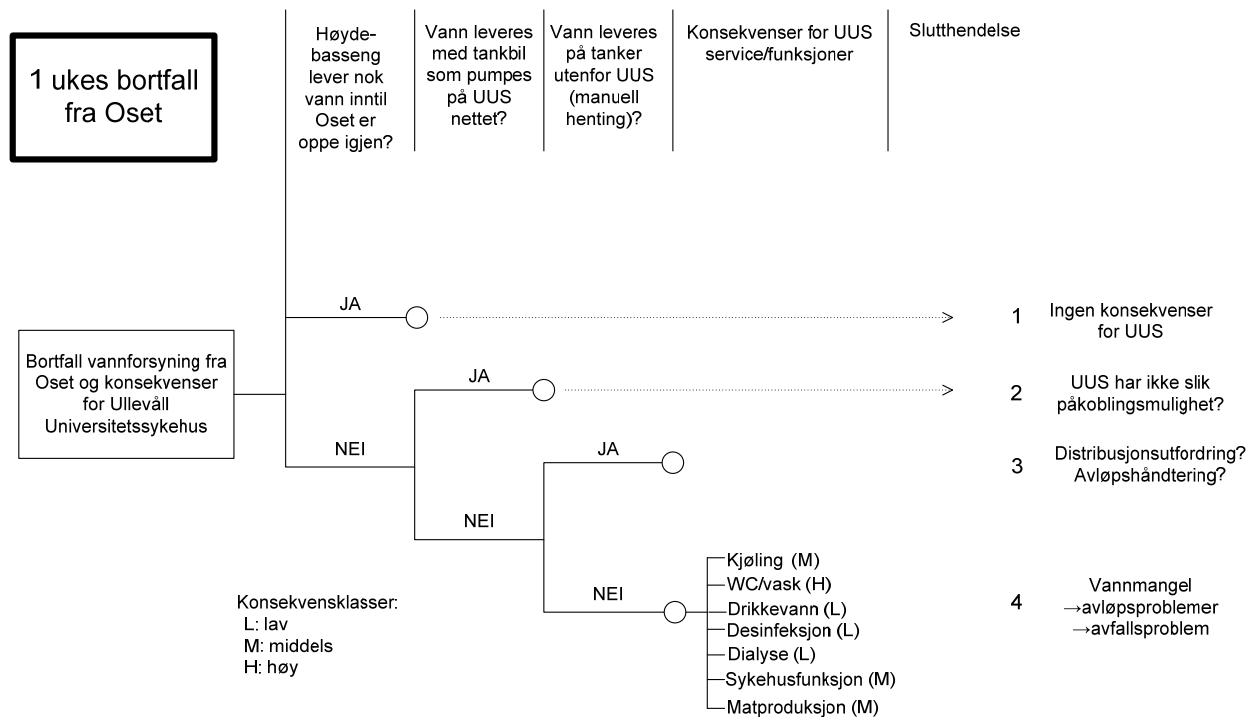 1 ukes bortfall
fra Oset
Høyde-
basseng
lever nok
vann inntil
Oset er
oppe igjen?
Vann leveres
med tankbil
som pumpes
på UUS
nettet?
Vann leveres
på tanker
utenfor UUS
(manuell
henting)?
Konsekvenser for UUS
service/funksjoner
Slutthendelse
JA
1
Ingen konsekvenser
for UUS
Bortfall vannforsyning fra
Oset og konsekvenser
for Ullevåll
Universitetssykehus
JA
2
UUS har ikke slik
påkoblingsmulighet?
NEI
JA
3
Distribusjonsutfordring?
Avløpshåndtering?
NEI
NEI
Kjøling (M)
WC/vask (H)
Drikkevann (L)
Desinfeksjon (L)
Dialyse (L)
Sykehusfunksjon (M)
Matproduksjon (M)
4
Vannmangel
→avløpsproblemer
→avfallsproblem
Konsekvensklasser:
L: lav
M: middels
H: høy